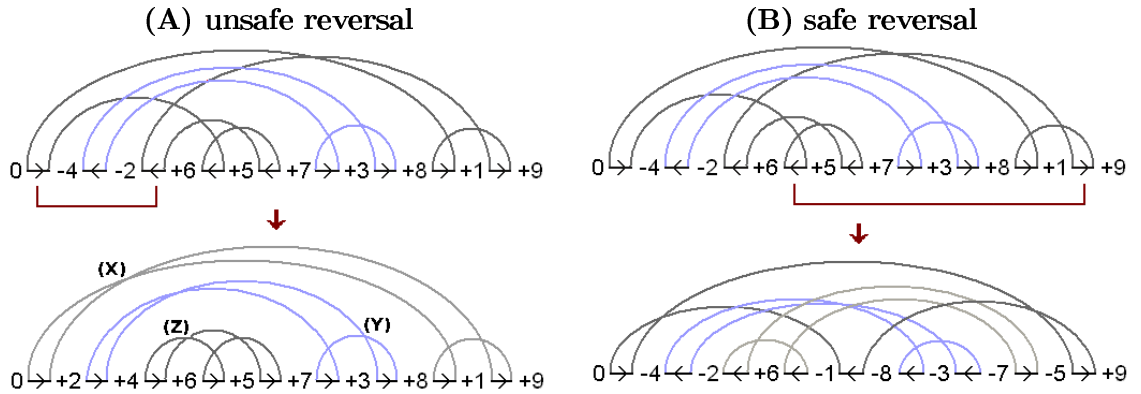 (A) unsafe reversal
0 -4 -2 +6 +5 +7 +3 +8 +1 +9
(X)
(Z)
(Y)
0 +2 +4 +6 +5 +7 +3 +8 +1 +9
(B) safe reversal
0 -4 -2 +6 +5 +7 +3 +8 +1 +9
0 -4 -2 +6 -1 -8 -3 -7 -5 +9